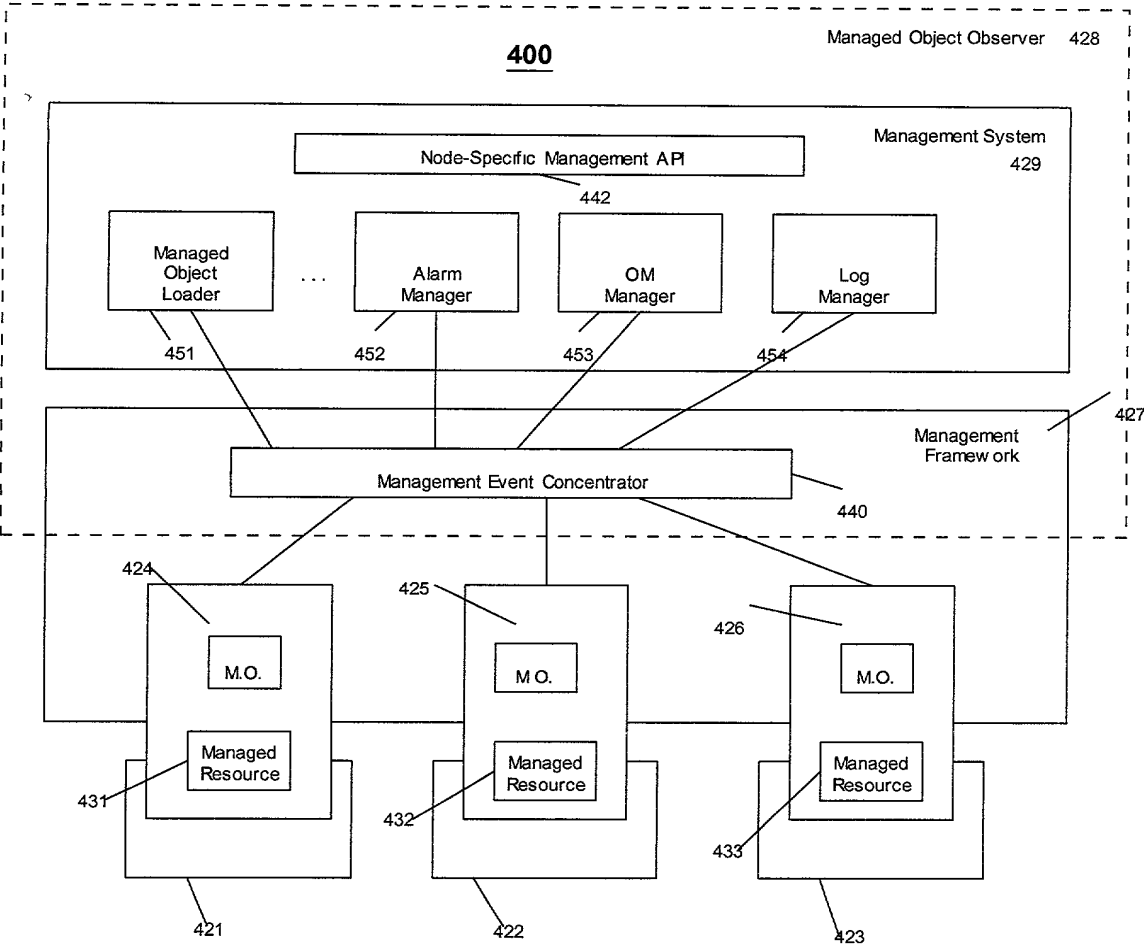 Managed Object Observer 428
400
Management System
429
Node-Specific Management API
442
Managed
Object
Loader
...
Alarm
Manager
OM
Manager
Log
Manager
451
452
453
454
427
Management
Framework
Management Event Concentrator
440
424
425
426
M.O.
M O.
M.O.
Managed
Resource
Managed
Resource
Managed
Resource
431
432
433
421
422
423